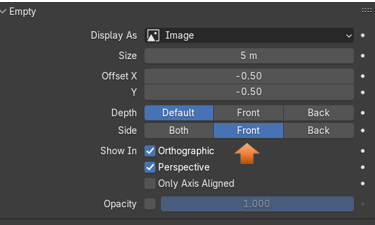 Empty
Display As Image
Size 5 m
Offset X -0.50
Y -0.50
Depth Default Front Back
Side Both Front Back
Show In Orthographic
Perspective
Only Axis Aligned
Opacity 1.000